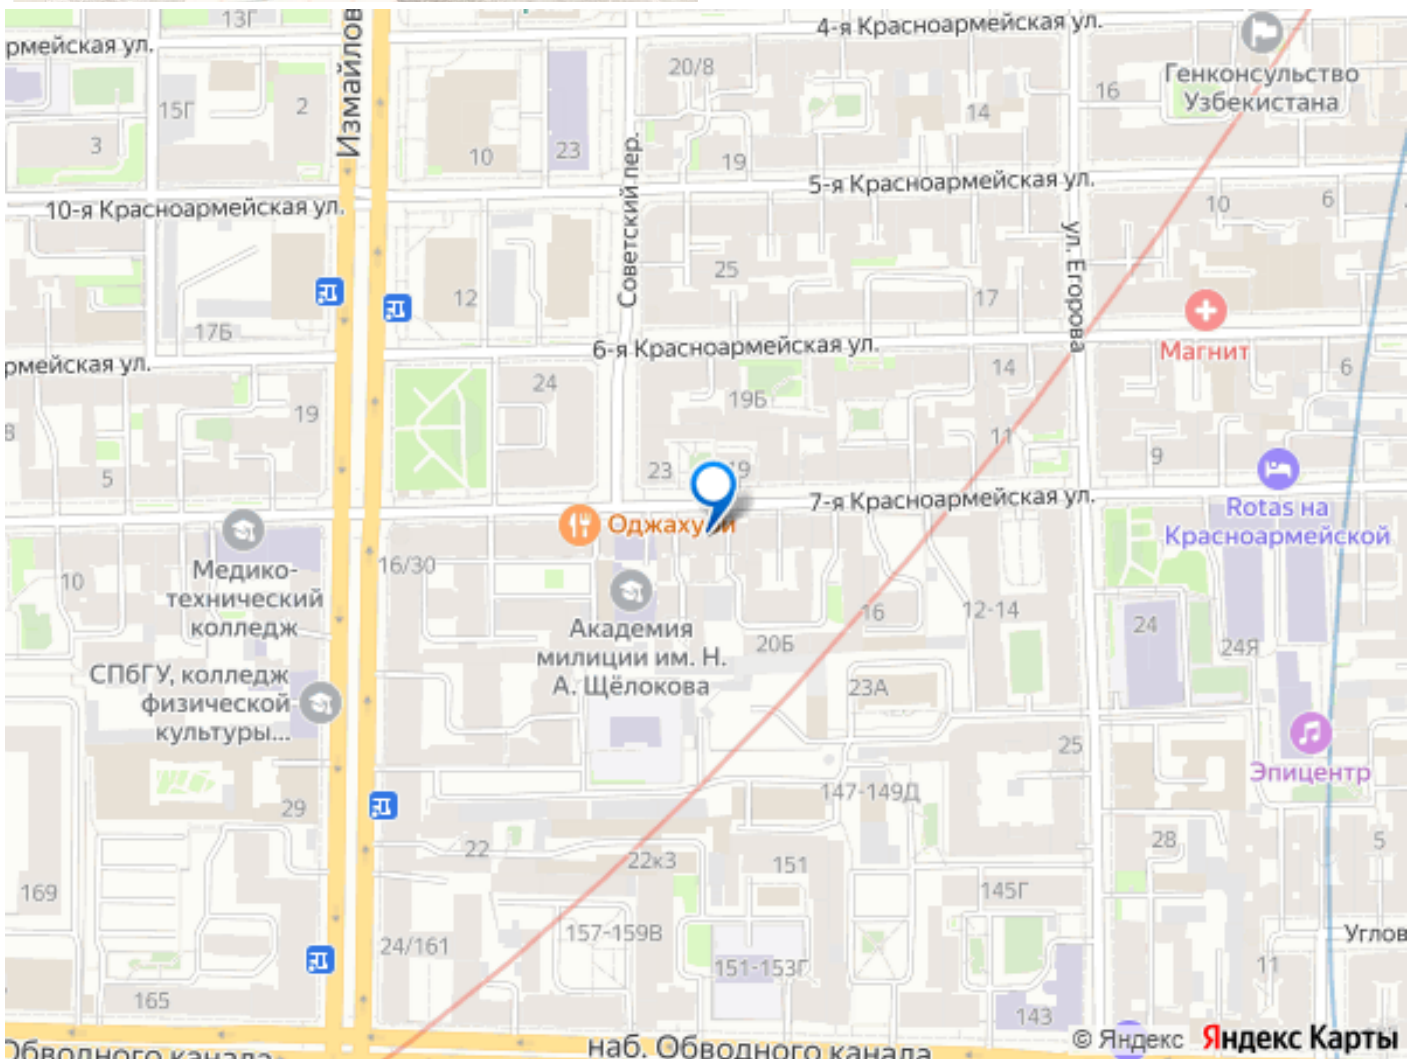 13Г
4-я Красноармейская ул.
рмейская ул.
Измайлов
20/8
Генконсульство
Узбекистана
15Г
2
14
16
3
10
23
19
Советский пер.
5-я Красноармейская ул.
10-я Красноармейская ул.
10
6
ул. Егорова
25
12
17
17Б
6-я Красноармейская ул.
Магнит
рмейская ул.
24
14
6
19Б
19
8
11
9
5
23
19
7-я Красноармейская ул.
Rotas на
Красноармейской
Оджахури
Медико-
технический
колледж
10
16/30
Академия
милиции им. Н.
А. Щёлокова
16
12-14
24
20Б
24Я
СПбГУ, колледж
физической
культуры...
23А
25
Эпицентр
147-149Д
29
22
22к3
151
28
5
169
145Г
24/161
157-159В
Углов
151-153Г
11
165
143
© Яндекс Яндекс Карты
Обводного канала
наб. Обводного канала